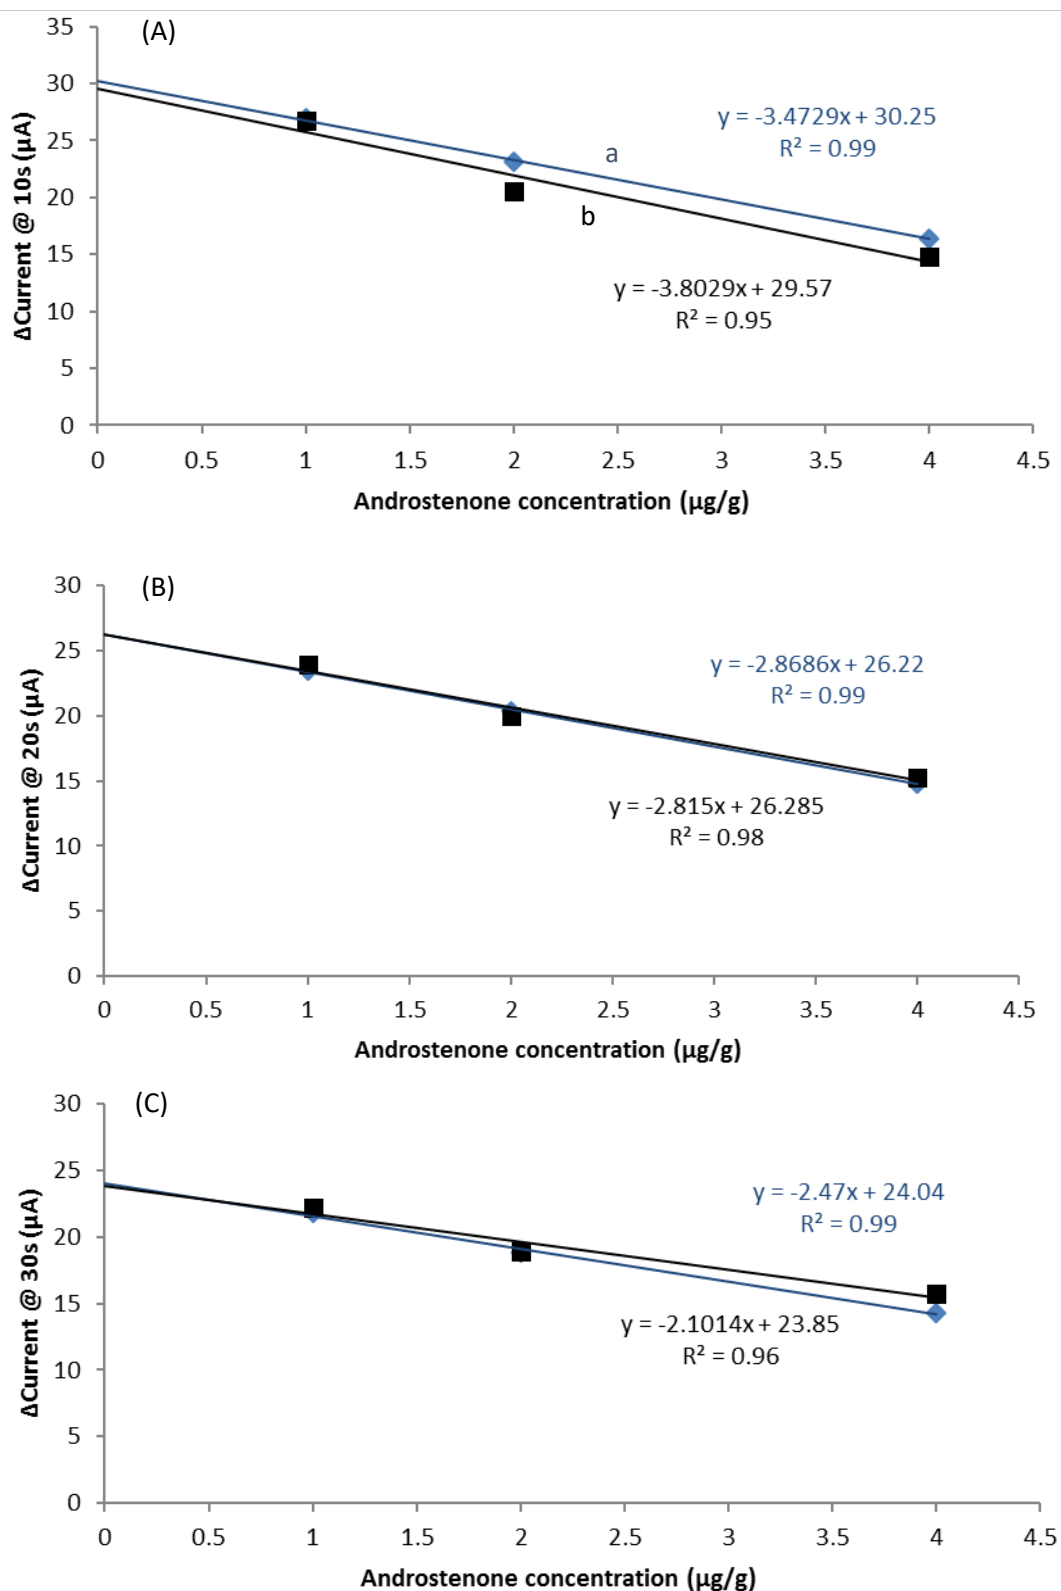 (A)
35
30
25
20
15
10
5
0
ΔCurrent @ 10s (µA)
y = -3.4729x + 30.25
R² = 0.99
a
b
y = -3.8029x + 29.57
R² = 0.95
0 0.5 1 1.5 2 2.5 3 3.5 4 4.5
Androstenone concentration (µg/g)
(B)
30
25
20
15
10
5
0
ΔCurrent @ 20s (µA)
y = -2.8686x + 26.22
R² = 0.99
y = -2.815x + 26.285
R² = 0.98
0 0.5 1 1.5 2 2.5 3 3.5 4 4.5
Androstenone concentration (µg/g)
(C)
30
25
20
15
10
5
0
ΔCurrent @ 30s (µA)
y = -2.47x + 24.04
R² = 0.99
y = -2.1014x + 23.85
R² = 0.96
0 0.5 1 1.5 2 2.5 3 3.5 4 4.5
Androstenone concentration (µg/g)